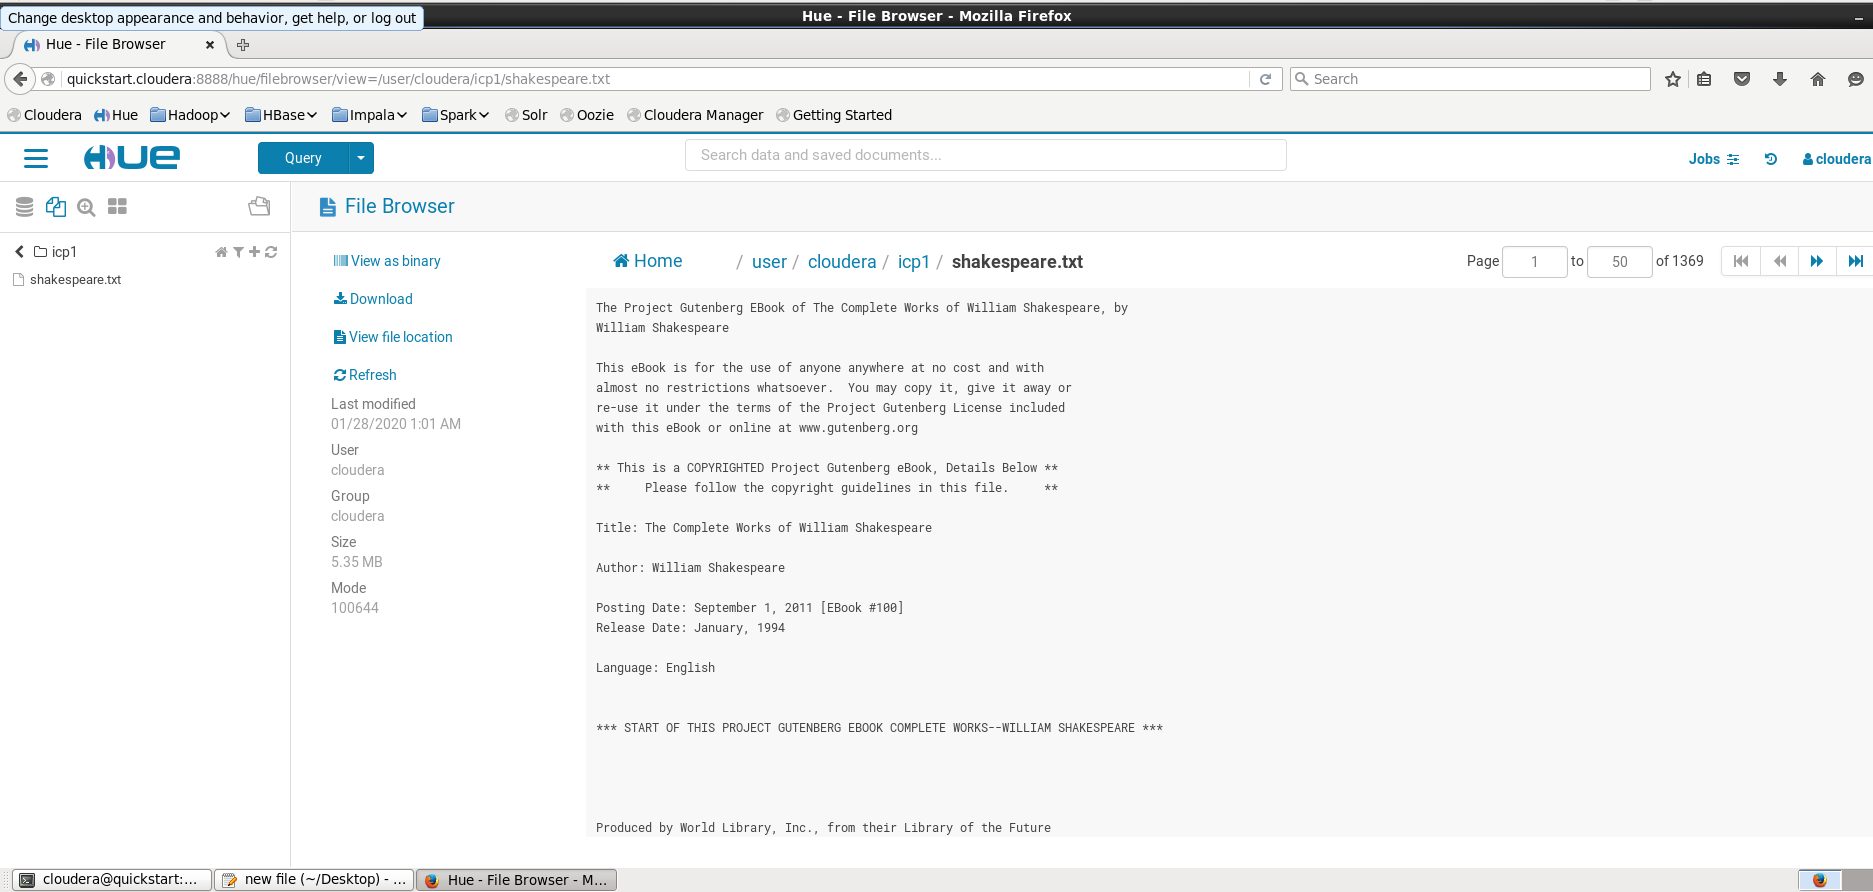 Change desktop appearance and behavior, get help, or log out
Hue - File Browser - Mozilla Firefox
Hue - File Browser
quickstart.cloudera:8888/hue/filebrowser/view=/user/cloudera/icp1/shakespeare.txt
Search
Cloudera Hue Hadoop HBase Impala Spark Solr Oozie Cloudera Manager Getting Started
HUE
Query
Search data and saved documents...
Jobs
cloudera
File Browser
icp1
shakespeare.txt
View as binary
Download
View file location
Refresh
Last modified
01/28/2020 1:01 AM
User
cloudera
Group
cloudera
Size
5.35 MB
Mode
100644
Home / user / cloudera / icp1 / shakespeare.txt
Page 1 to 50 of 1369
The Project Gutenberg EBook of The Complete Works of William Shakespeare, by
William Shakespeare
This eBook is for the use of anyone anywhere at no cost and with
almost no restrictions whatsoever.  You may copy it, give it away or
re-use it under the terms of the Project Gutenberg License included
with this eBook or online at www.gutenberg.org
** This is a COPYRIGHTED Project Gutenberg eBook, Details Below **
**     Please follow the copyright guidelines in this file.     **
Title: The Complete Works of William Shakespeare
Author: William Shakespeare
Posting Date: September 1, 2011 [EBook #100]
Release Date: January, 1994
Language: English
*** START OF THIS PROJECT GUTENBERG EBOOK COMPLETE WORKS--WILLIAM SHAKESPEARE ***
Produced by World Library, Inc., from their Library of the Future
cloudera@quickstart:...
new file (~/Desktop) - ...
Hue - File Browser - M...